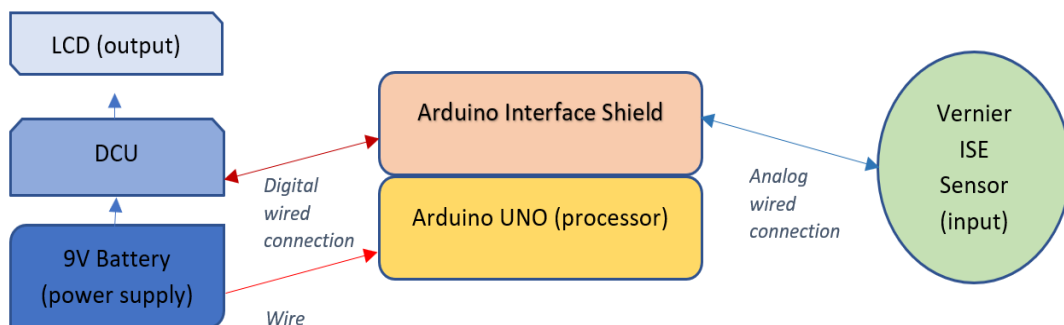 LCD (output)
DCU
9V Battery
(power supply)
Digital
wired
connection
Wire
Arduino Interface Shield
Arduino UNO (processor)
Analog
wired
connection
Vernier
ISE
Sensor
(input)